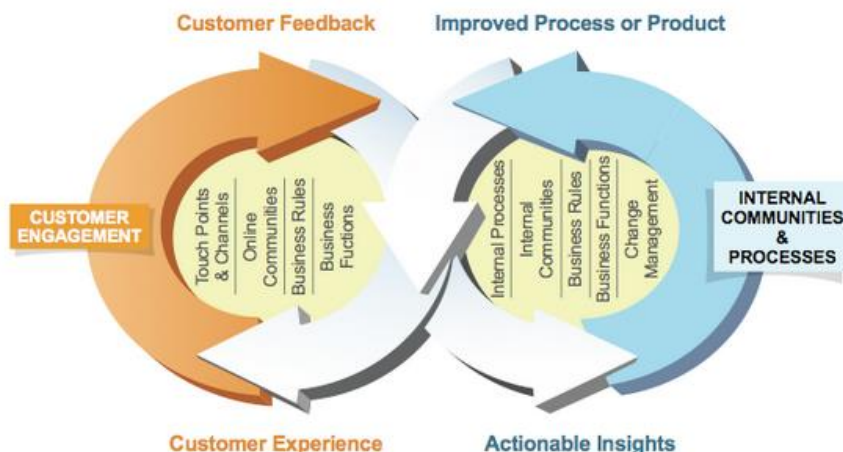 Customer Feedback
Improved Process or Product
CUSTOMER
ENGAGEMENT
Touch Points
& Channels
Online
Communities
Business Rules
Business
Fuctions
Internal Processes
Internal
Communities
Business Rules
Business Functions
Change
Management
INTERNAL
COMMUNITIES
&
PROCESSES
Customer Experience
Actionable Insights